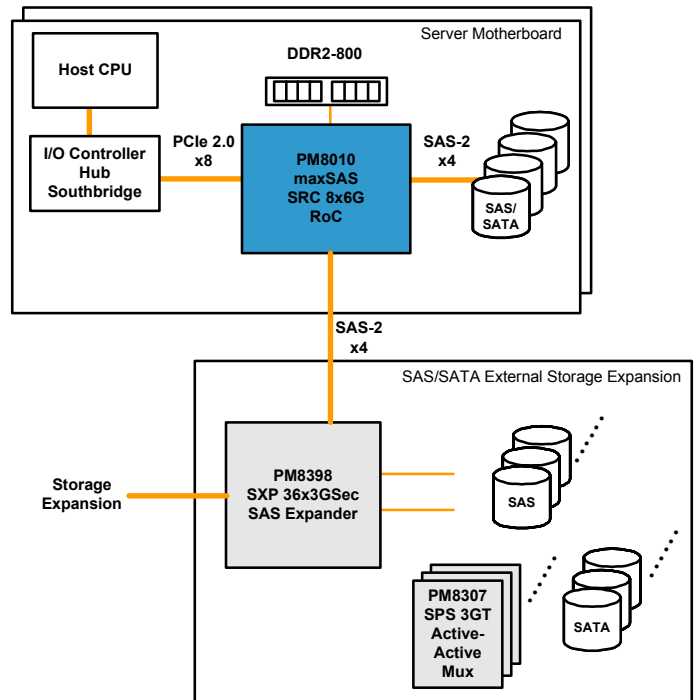 Server Motherboard
Host CPU
DDR2-800
I/O Controller
Hub
Southbridge
PCIe 2.0
x8
PM8010
maxSAS
SRC 8x6G
RoC
SAS-2
x4
SAS/
SATA
SAS-2
x4
SAS/SATA External Storage Expansion
Storage
Expansion
PM8398
SXP 36x3GSec
SAS Expander
SAS
PM8307
SPS 3GT
Active-
Active
Mux
SATA